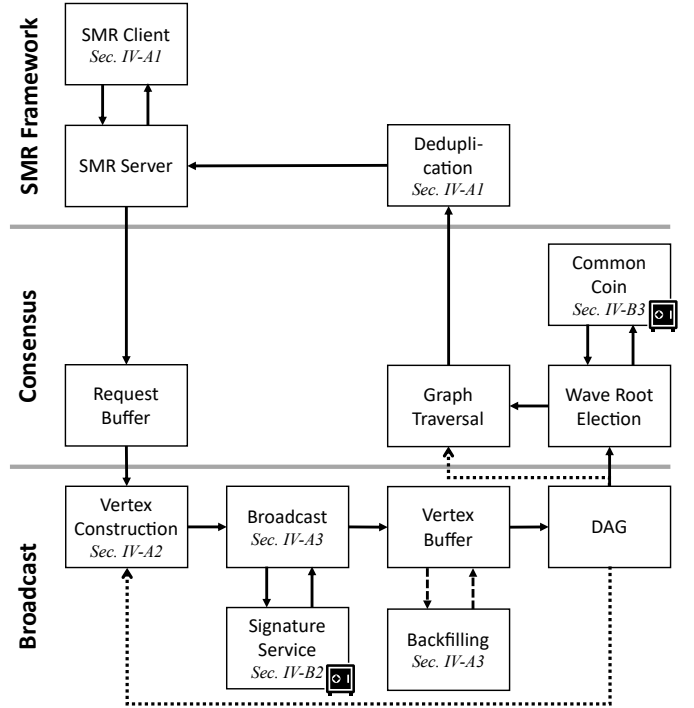 SMR Framework
SMR Client
Sec. IV-A1
SMR Server
Dedupli-
cation
Sec. IV-A1
Consensus
Common
Coin
Sec. IV-B3
Request
Buffer
Graph
Traversal
Wave Root
Election
Broadcast
Vertex
Construction
Sec. IV-A2
Broadcast
Sec. IV-A3
Vertex
Buffer
DAG
Signature
Service
Sec. IV-B2
Backfilling
Sec. IV-A3